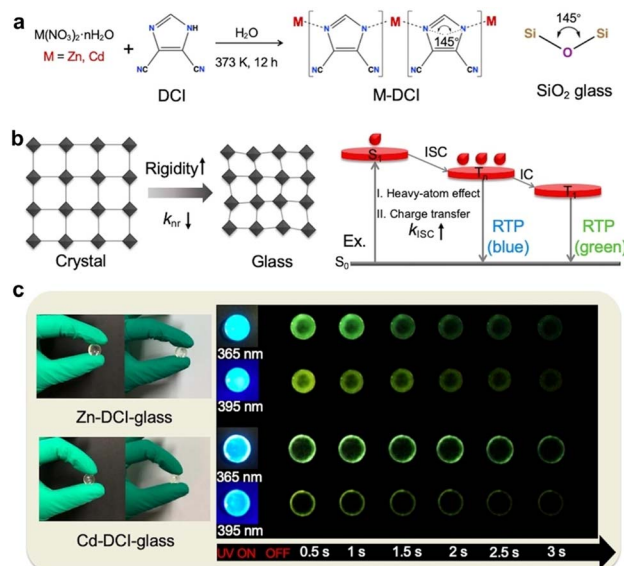 a
M(NO₃)₂·nH₂O
M = Zn, Cd
+
N
NH
NC
CN
DCI
H₂O
373 K, 12 h
M
N
N
M
N
N
M
145°
NC
CN
NC
CN
M-DCI
145°
Si
Si
O
SiO₂ glass
b
Rigidity↑
k_nr ↓
Crystal
Glass
S₁
ISC
Tₙ
IC
T₁
I. Heavy-atom effect
II. Charge transfer
k_ISC ↑
Ex.
RTP
(blue)
RTP
(green)
S₀
c
Zn-DCI-glass
365 nm
395 nm
Cd-DCI-glass
365 nm
395 nm
UV ON OFF 0.5 s 1 s 1.5 s 2 s 2.5 s 3 s